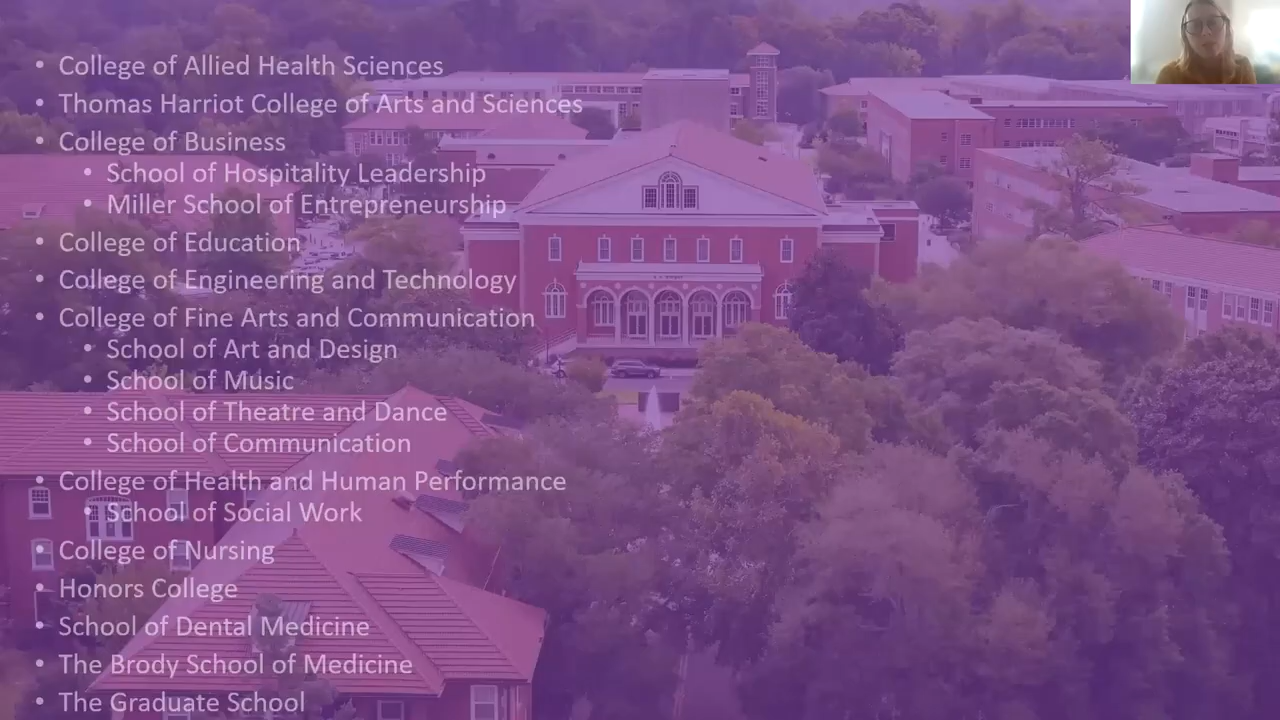 • College of Allied Health Sciences
• Thomas Harriot College of Arts and Sciences
• College of Business
• School of Hospitality Leadership
• Miller School of Entrepreneurship
• College of Education
• College of Engineering and Technology
• College of Fine Arts and Communication
• School of Art and Design
• School of Music
• School of Theatre and Dance
• School of Communication
• College of Health and Human Performance
• School of Social Work
• College of Nursing
• Honors College
• School of Dental Medicine
• The Brody School of Medicine
• The Graduate School